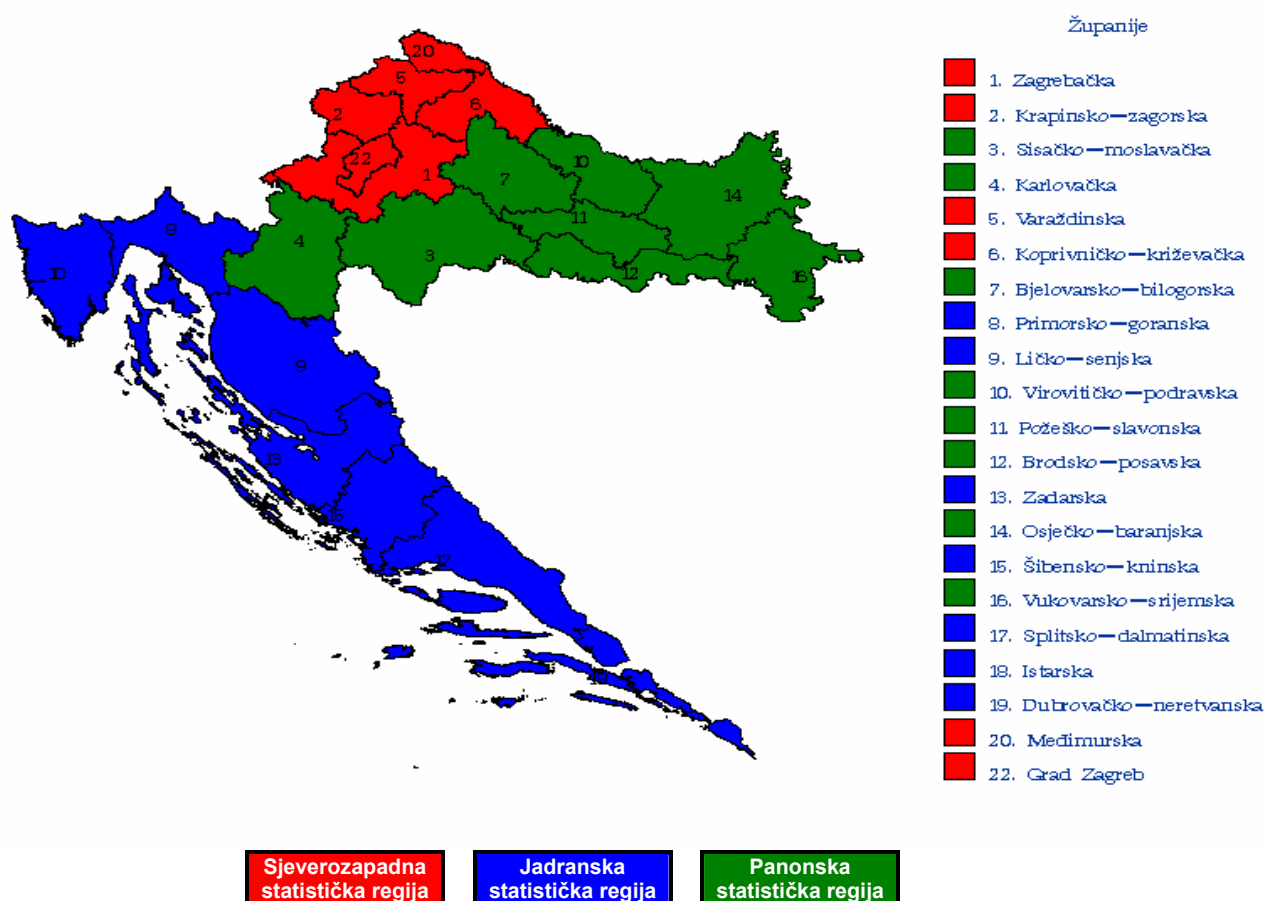 Županije
1. Zagrebačka
2. Krapinsko–zagorska
3. Sisačko–moslavačka
4. Karlovačka
5. Varaždinska
6. Koprivničko–križevačka
7. Bjelovarsko–bilogorska
8. Primorsko–goranska
9. Ličko–senjska
10. Virovitičko–podravska
11. Požeško–slavonska
12. Brodsko–posavska
13. Zadarska
14. Osječko–baranjska
15. Šibensko–kninska
16. Vukovarsko–srijemska
17. Splitsko–dalmatinska
18. Istarska
19. Dubrovačko–neretvanska
20. Međimurska
22. Grad Zagreb
20
5
2
6
22
1
10
7
14
11
8
4
3
18
12
16
9
13
15
17
19
Sjeverozapadna
statistička regija
Jadranska
statistička regija
Panonska
statistička regija